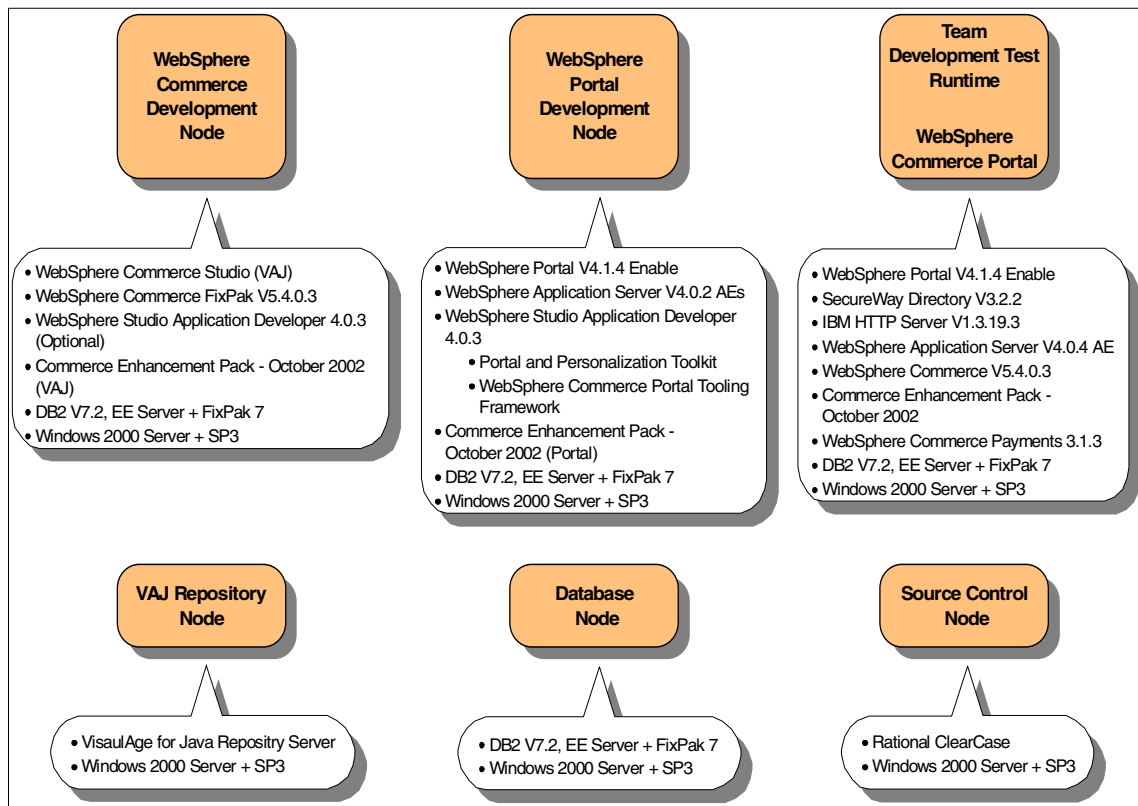 WebSphere
Commerce
Development
Node
• WebSphere Commerce Studio (VAJ)
• WebSphere Commerce FixPak V5.4.0.3
• WebSphere Studio Application Developer 4.0.3
(Optional)
• Commerce Enhancement Pack - October 2002
(VAJ)
• DB2 V7.2, EE Server + FixPak 7
• Windows 2000 Server + SP3
WebSphere
Portal
Development
Node
• WebSphere Portal V4.1.4 Enable
• WebSphere Application Server V4.0.2 AEs
• WebSphere Studio Application Developer
4.0.3
• Portal and Personalization Toolkit
• WebSphere Commerce Portal Tooling
Framework
• Commerce Enhancement Pack -
October 2002 (Portal)
• DB2 V7.2, EE Server + FixPak 7
• Windows 2000 Server + SP3
Team
Development Test
Runtime
WebSphere
Commerce Portal
• WebSphere Portal V4.1.4 Enable
• SecureWay Directory V3.2.2
• IBM HTTP Server V1.3.19.3
• WebSphere Application Server V4.0.4 AE
• WebSphere Commerce V5.4.0.3
• Commerce Enhancement Pack -
October 2002
• WebSphere Commerce Payments 3.1.3
• DB2 V7.2, EE Server + FixPak 7
• Windows 2000 Server + SP3
VAJ Repository
Node
• VisaulAge for Java Repositry Server
• Windows 2000 Server + SP3
Database
Node
• DB2 V7.2, EE Server + FixPak 7
• Windows 2000 Server + SP3
Source Control
Node
• Rational ClearCase
• Windows 2000 Server + SP3